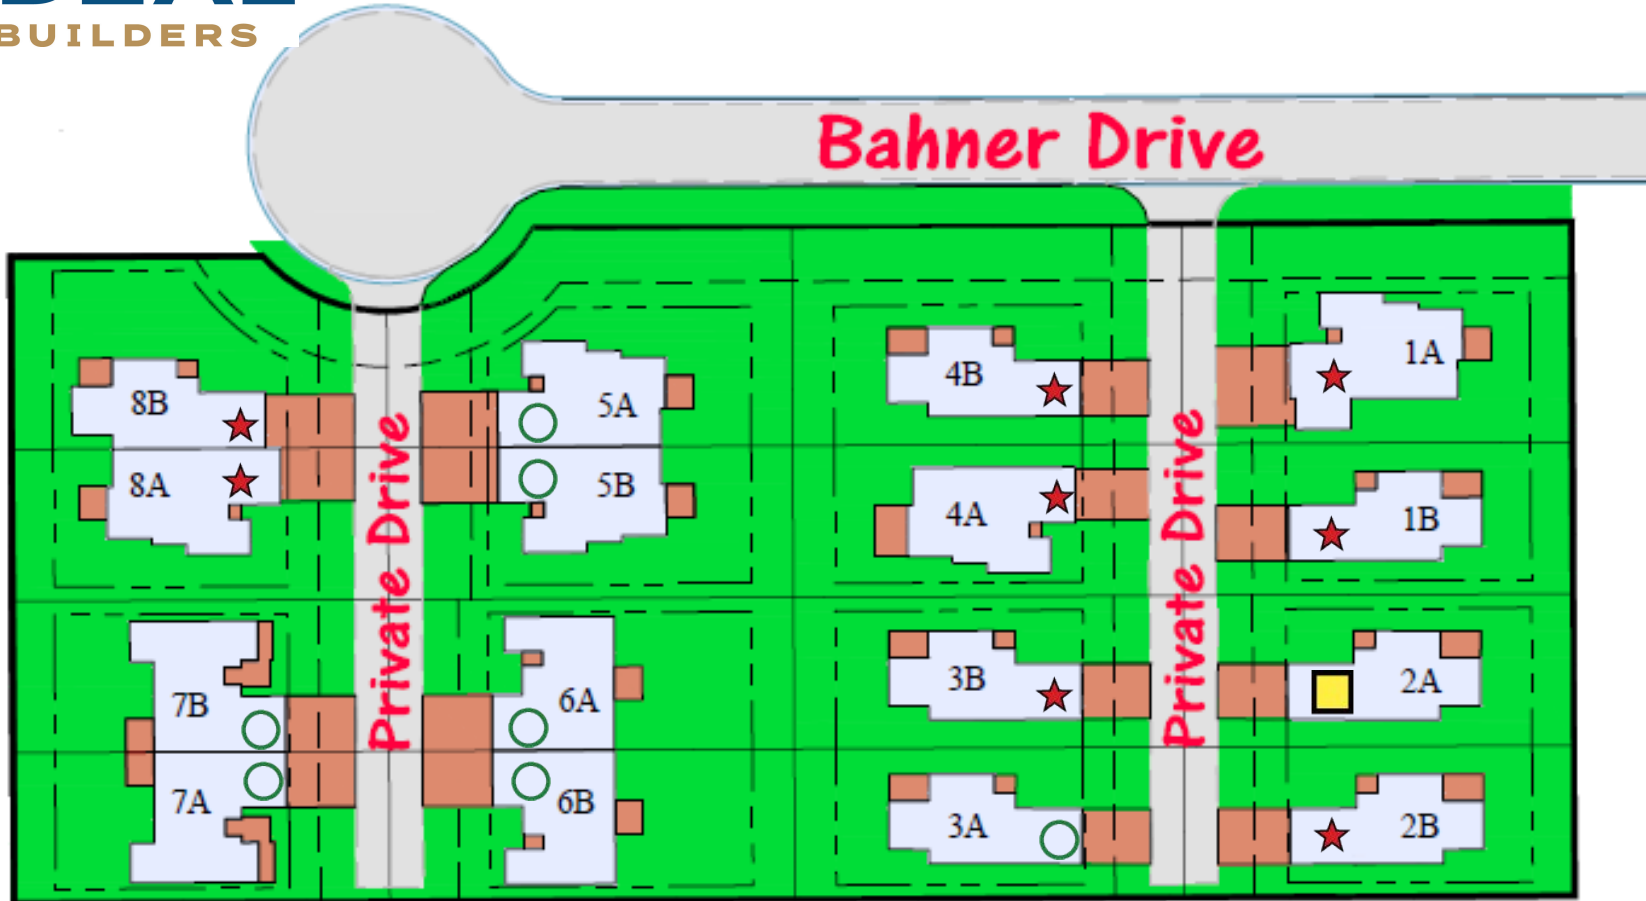 BUILDERS
Bahner Drive
1A
8B
5A
4B
8A
5B
4A
1B
Private Drive
Private Drive
7B
6A
3B
2A
7A
6B
3A
2B